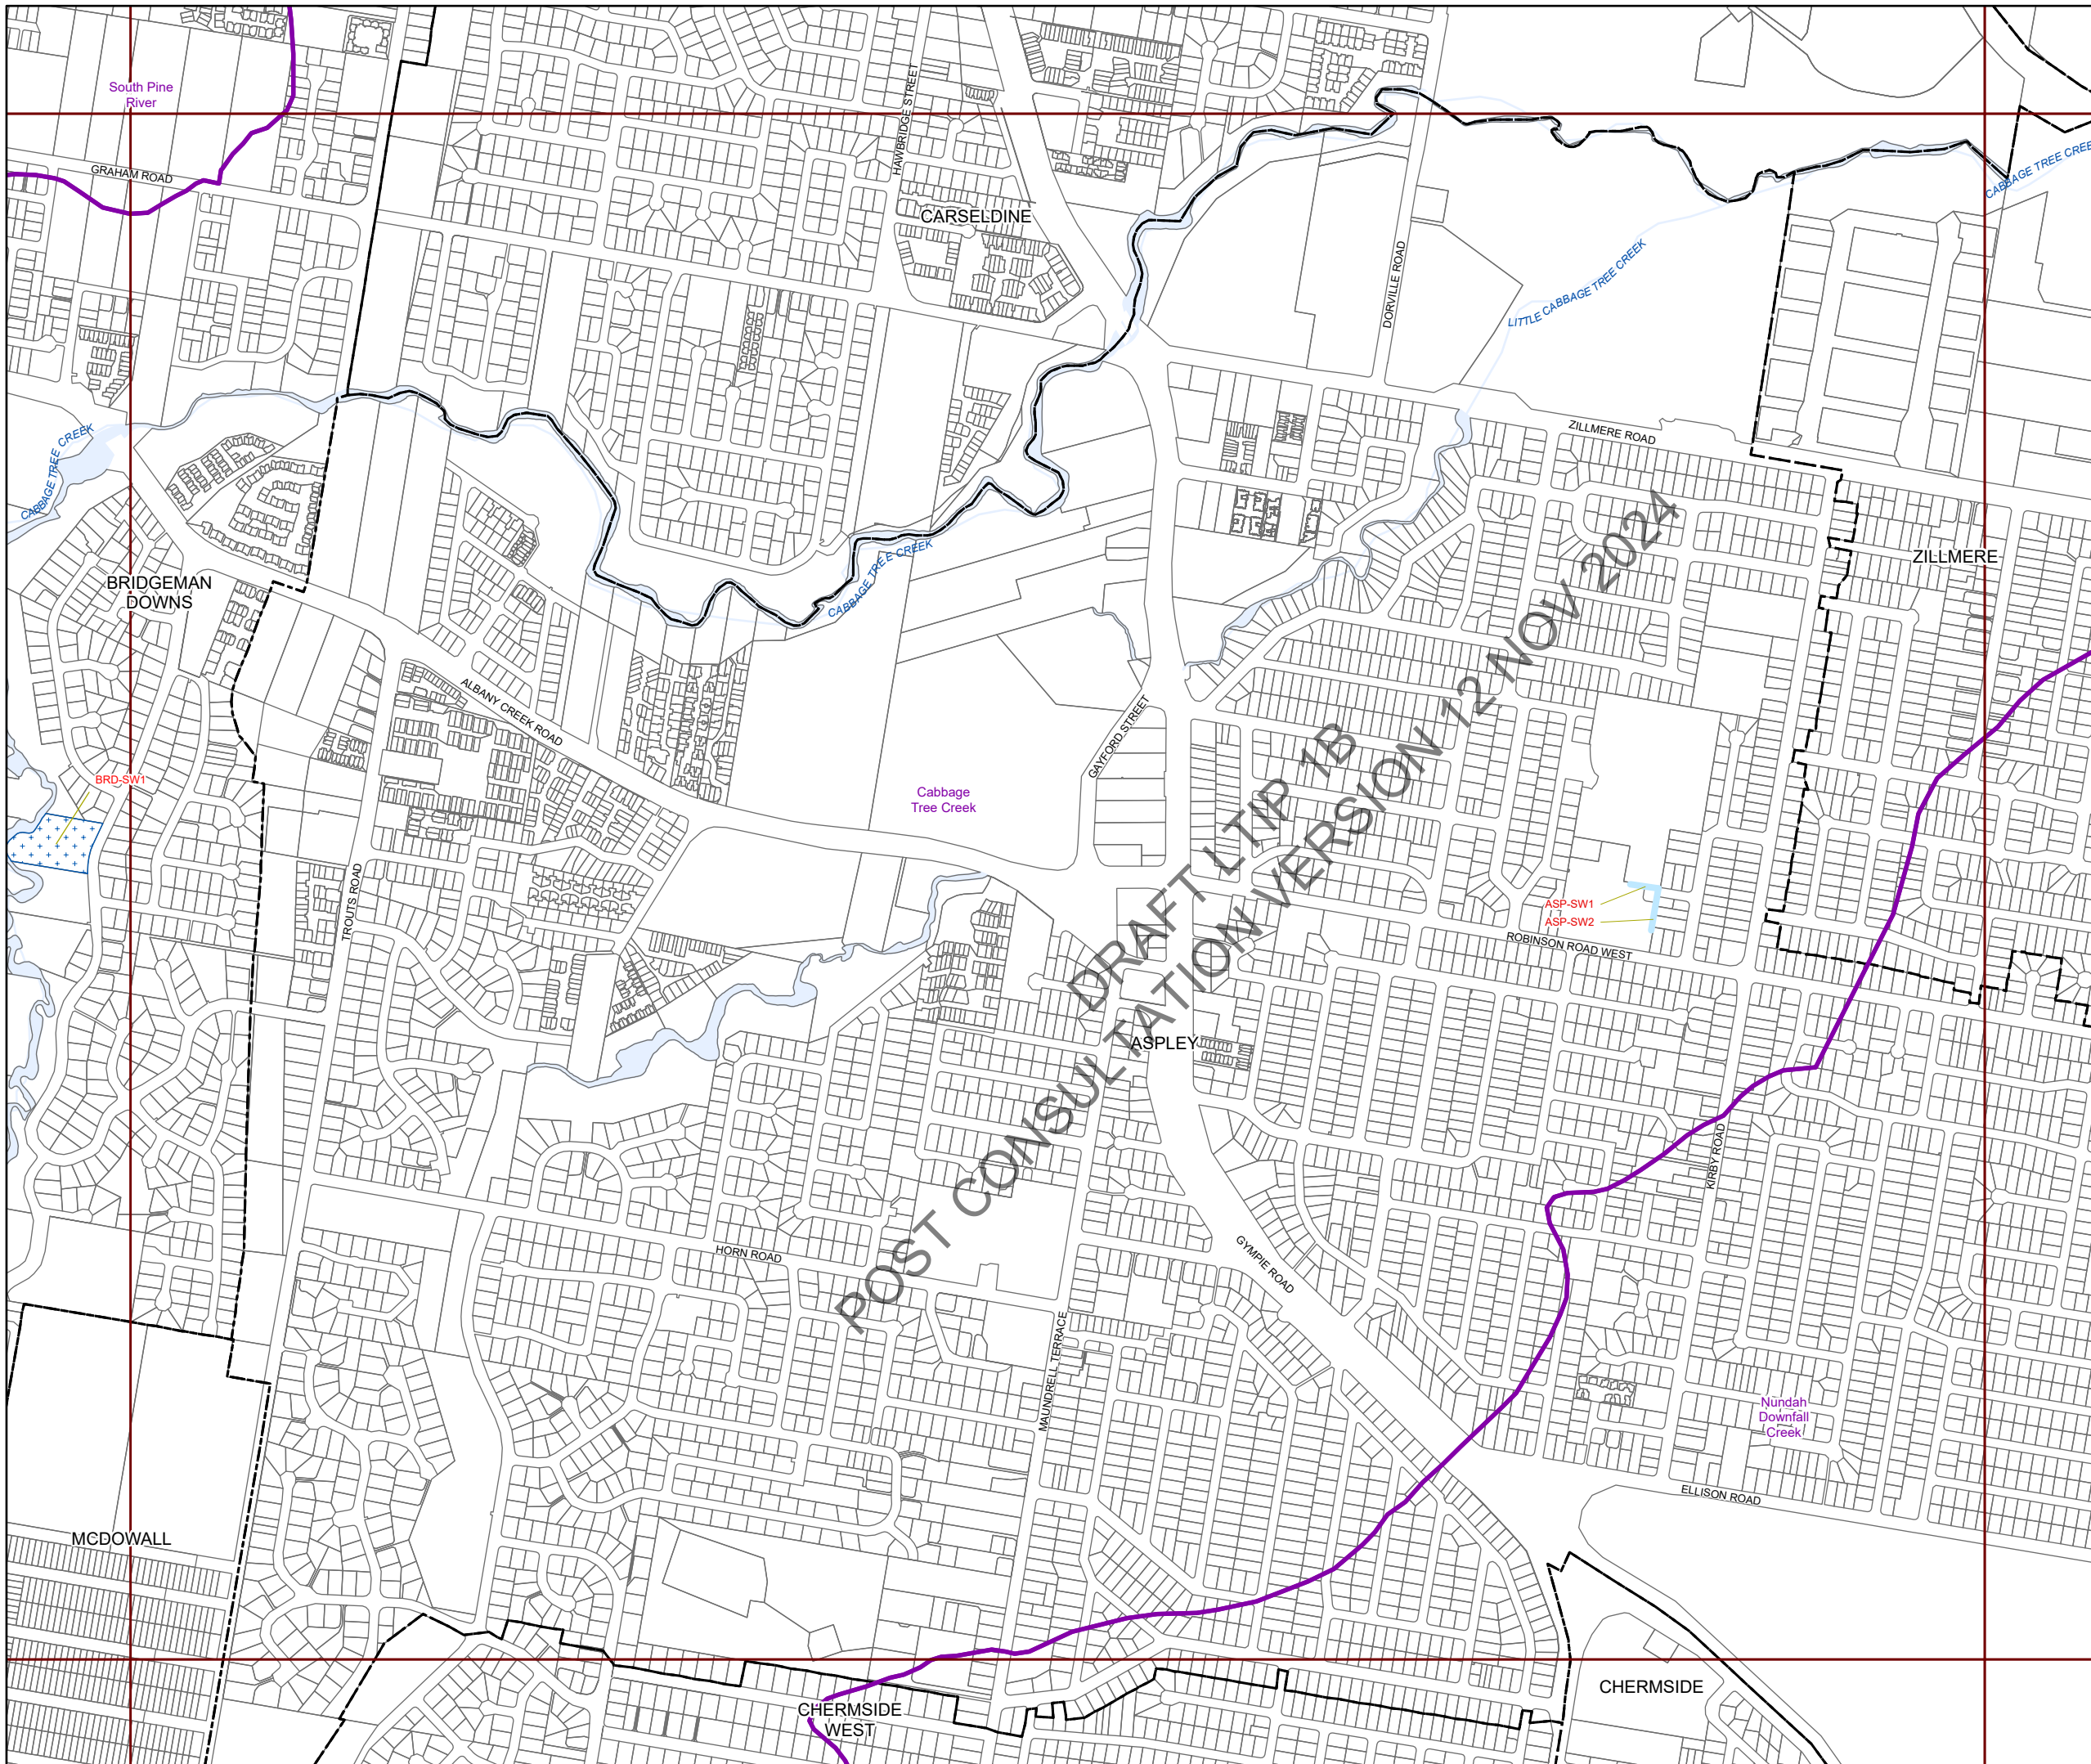 South Pine
River
GRAHAM ROAD
HAWBRIDGE STREET
CARSELDINE
DORVILLE ROAD
CABBAGE TREE CREE
LITTLE CABBAGE TREE CREEK
ZILLMERE ROAD
CABBAGE TREE CREEK
ZILLMERE
BRIDGEMAN
DOWNS
CABBAGE TREE CREEK
ALBANY CREEK ROAD
GAYFORD STREET
BRD-SW1
Cabbage
Tree Creek
TROUTS ROAD
ASP-SW1
ASP-SW2
ROBINSON ROAD WEST
DRAFT LTIP 1B
POST CONSULTATION VERSION 12 NOV 2024
ASPLEY
KIRBY ROAD
HORN ROAD
GYMPIE ROAD
MAUNDRELL TERRACE
Nundah
Downfall
Creek
ELLISON ROAD
MCDOWALL
CHERMSIDE
CHERMSIDE
WEST